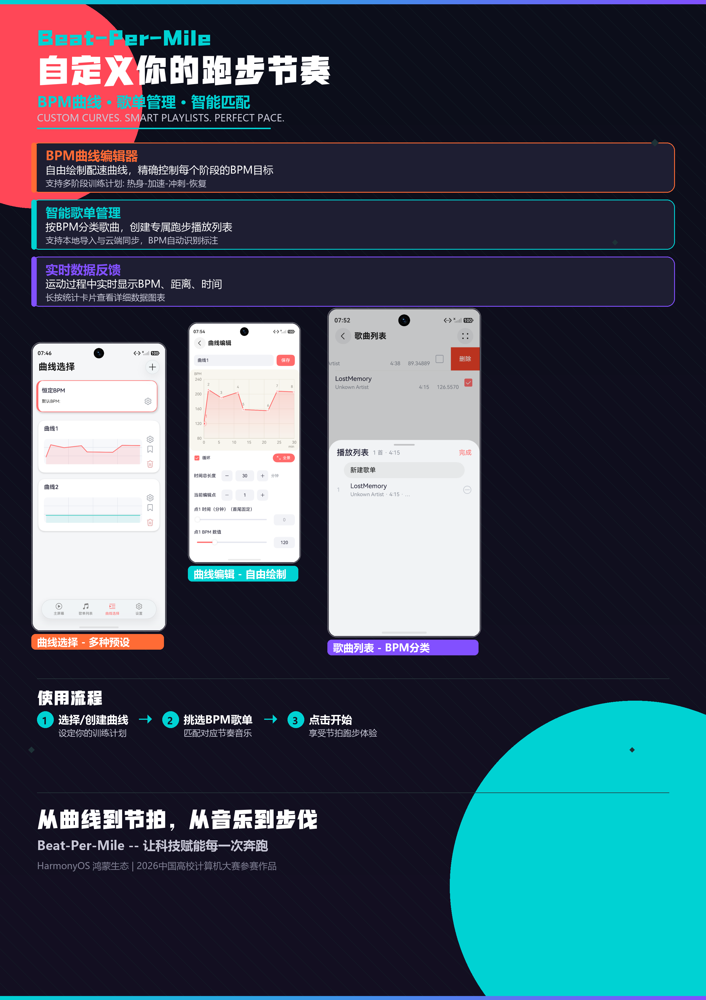 Beat-Per-Mile
自定义你的跑步节奏
BPM曲线 • 歌单管理 • 智能匹配
CUSTOM CURVES. SMART PLAYLISTS. PERFECT PACE.
BPM曲线编辑器
自由绘制配速曲线，精确控制每个阶段的BPM目标
支持多阶段训练计划: 热身-加速-冲刺-恢复
智能歌单管理
按BPM分类歌曲，创建专属跑步播放列表
支持本地导入与云端同步，BPM自动识别标注
实时数据反馈
运动过程中实时显示BPM、距离、时间
长按统计卡片查看详细数据图表
07:46
100
曲线选择
恒定BPM
默认BPM:
曲线1
曲线2
主屏幕 歌单列表 曲线选择 设置
曲线选择 - 多种预设
07:54
100
曲线编辑
曲线1
保存
BPM
240
200
160
120
80
1 2 3 4 5 6 7 8
0 5 10 15 20 25 30
min
循环
全景
时间总长度 30 分钟
当前编辑点 1
点1 时间（分钟）（首尾固定）
0
点1 BPM 数值
120
曲线编辑 - 自由绘制
07:52
100
歌曲列表
Artist 4:38 89.34889
删除
LostMemory
Unkown Artist 4:15 126.5570
播放列表 1 首 · 4:15
完成
新建歌单
1 LostMemory
Unkown Artist · 4:15 · ...
歌曲列表 - BPM分类
使用流程
1 选择/创建曲线 → 2 挑选BPM歌单 → 3 点击开始
设定你的训练计划 匹配对应节奏音乐 享受节拍跑步体验
从曲线到节拍，从音乐到步伐
Beat-Per-Mile -- 让科技赋能每一次奔跑
HarmonyOS 鸿蒙生态 | 2026中国高校计算机大赛参赛作品